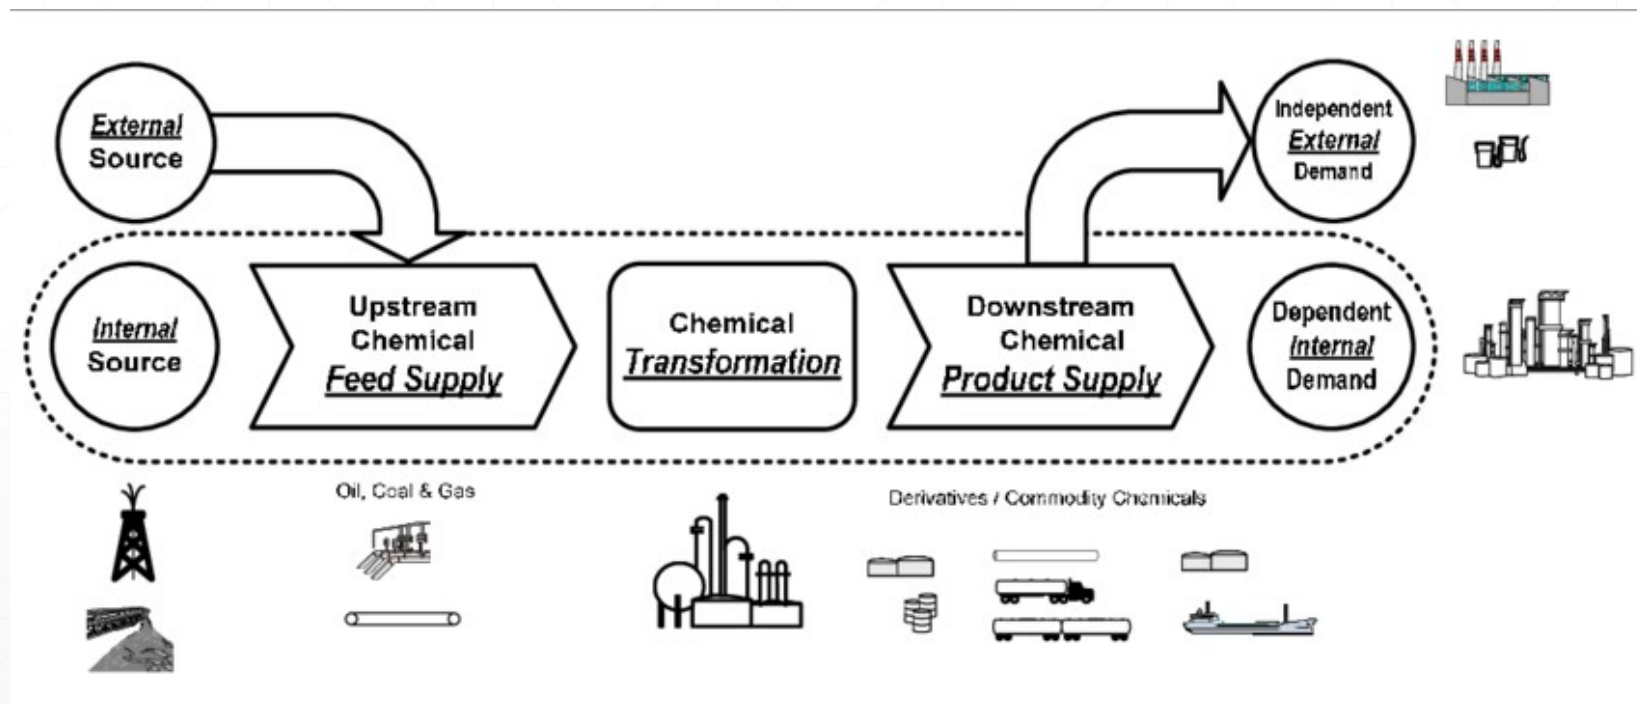 External
Source
Independent
External
Demand
Internal
Source
Upstream
Chemical
Feed Supply
Chemical
Transformation
Downstream
Chemical
Product Supply
Dependent
Internal
Demand
Oil, Coal & Gas
Derivatives / Commodity Chemicals